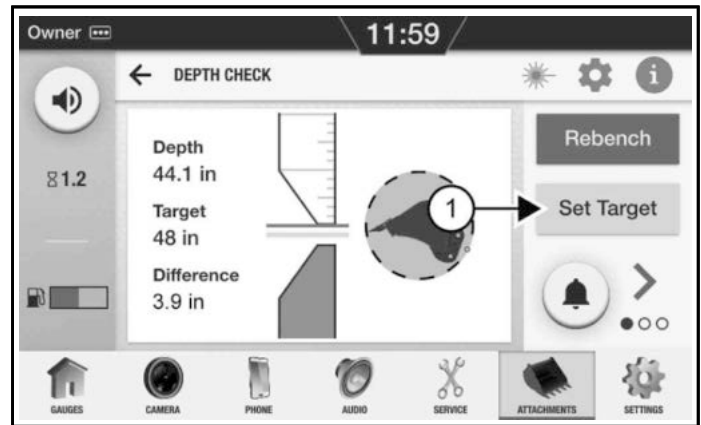 Owner
11:59
DEPTH CHECK
i
Depth
44.1 in
Target
48 in
Difference
3.9 in
1.2
Rebench
1
Set Target
GAUGES
CAMERA
PHONE
AUDIO
SERVICE
ATTACHMENTS
SETTINGS